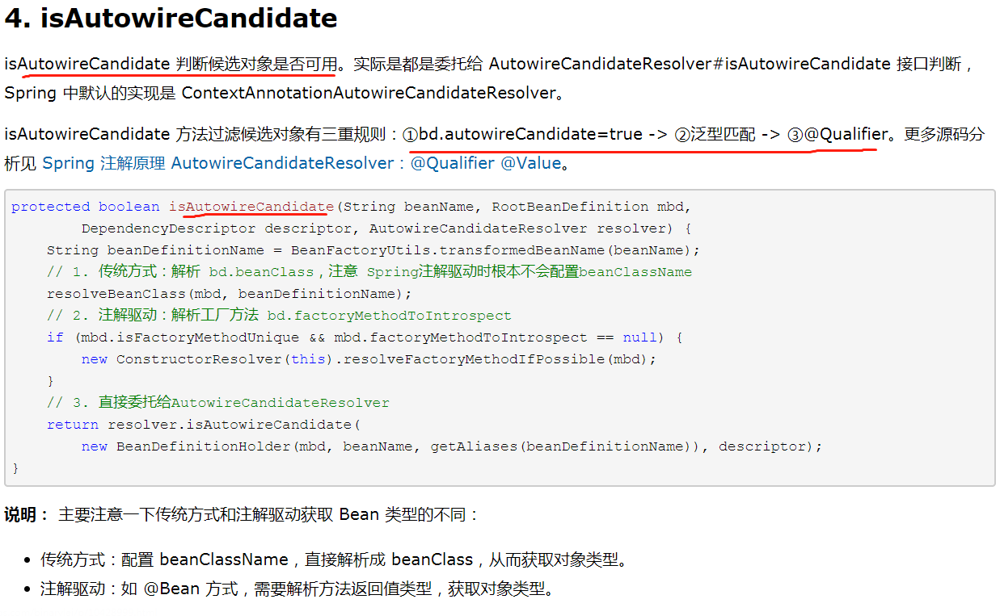 4. isAutowireCandidate
isAutowireCandidate 判断候选对象是否可用。实际是都是委托给 AutowireCandidateResolver#isAutowireCandidate 接口判断，
Spring 中默认的实现是 ContextAnnotationAutowireCandidateResolver。
isAutowireCandidate 方法过滤候选对象有三重规则：①bd.autowireCandidate=true -> ②泛型匹配 -> ③@Qualifier。更多源码分
析见 Spring 注解原理 AutowireCandidateResolver：@Qualifier @Value。
protected boolean isAutowireCandidate(String beanName, RootBeanDefinition mbd,
        DependencyDescriptor descriptor, AutowireCandidateResolver resolver) {
    String beanDefinitionName = BeanFactoryUtils.transformedBeanName(beanName);
    // 1. 传统方式：解析 bd.beanClass，注意 Spring注解驱动时根本不会配置beanClassName
    resolveBeanClass(mbd, beanDefinitionName);
    // 2. 注解驱动：解析工厂方法 bd.factoryMethodToIntrospect
    if (mbd.isFactoryMethodUnique && mbd.factoryMethodToIntrospect == null) {
        new ConstructorResolver(this).resolveFactoryMethodIfPossible(mbd);
    }
    // 3. 直接委托给AutowireCandidateResolver
    return resolver.isAutowireCandidate(
        new BeanDefinitionHolder(mbd, beanName, getAliases(beanDefinitionName)), descriptor);
}
说明： 主要注意一下传统方式和注解驱动获取 Bean 类型的不同：
• 传统方式：配置 beanClassName，直接解析成 beanClass，从而获取对象类型。
• 注解驱动：如 @Bean 方式，需要解析方法返回值类型，获取对象类型。